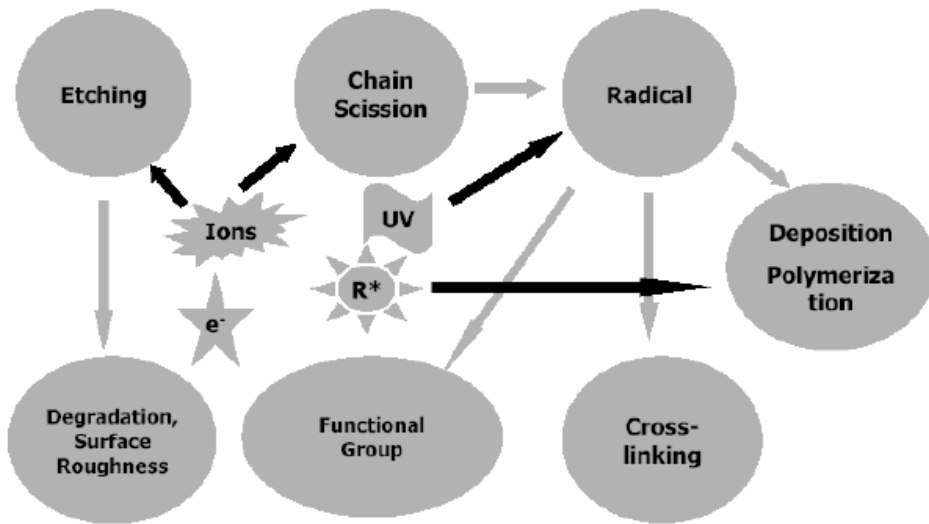 Etching
Chain
Scission
Radical
Ions
UV
R*
e-
Deposition
Polymeriza
tion
Degradation,
Surface
Roughness
Functional
Group
Cross-
linking